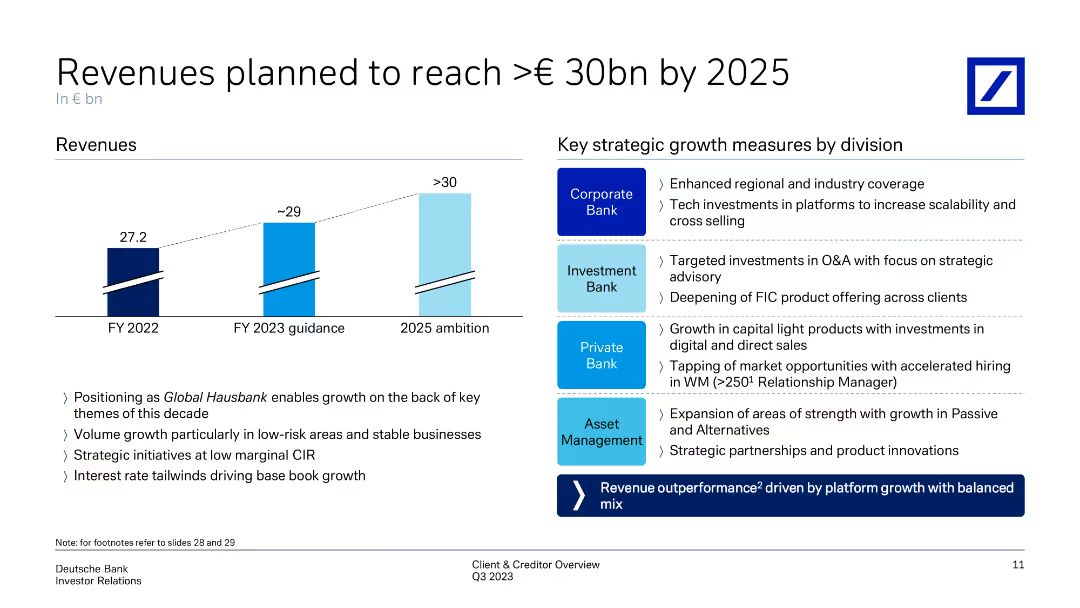 Revenues planned to reach >€ 30bn by 2025
In € bn
Revenues
27.2
~29
>30
FY 2022
FY 2023 guidance
2025 ambition
⟩ Positioning as Global Hausbank enables growth on the back of key
themes of this decade
⟩ Volume growth particularly in low-risk areas and stable businesses
⟩ Strategic initiatives at low marginal CIR
⟩ Interest rate tailwinds driving base book growth
Key strategic growth measures by division
Corporate
Bank
⟩ Enhanced regional and industry coverage
⟩ Tech investments in platforms to increase scalability and
cross selling
Investment
Bank
⟩ Targeted investments in O&A with focus on strategic
advisory
⟩ Deepening of FIC product offering across clients
Private
Bank
⟩ Growth in capital light products with investments in
digital and direct sales
⟩ Tapping of market opportunities with accelerated hiring
in WM (>250¹ Relationship Manager)
Asset
Management
⟩ Expansion of areas of strength with growth in Passive
and Alternatives
⟩ Strategic partnerships and product innovations
⟩ Revenue outperformance² driven by platform growth with balanced
mix
Note: for footnotes refer to slides 28 and 29
Deutsche Bank
Investor Relations
Client & Creditor Overview
Q3 2023
11